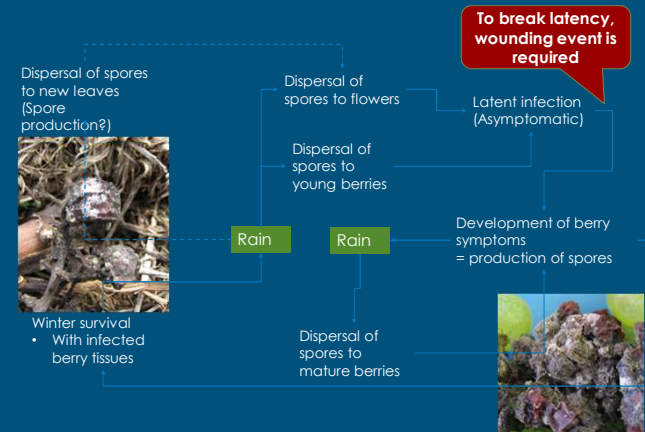 To break latency,
wounding event is
required
Dispersal of spores
to new leaves
(Spore
production?)
Dispersal of
spores to flowers
Latent infection
(Asymptomatic)
Dispersal of
spores to
young berries
Rain
Rain
Development of berry
symptoms
= production of spores
Winter survival
• With infected
berry tissues
Dispersal of
spores to
mature berries